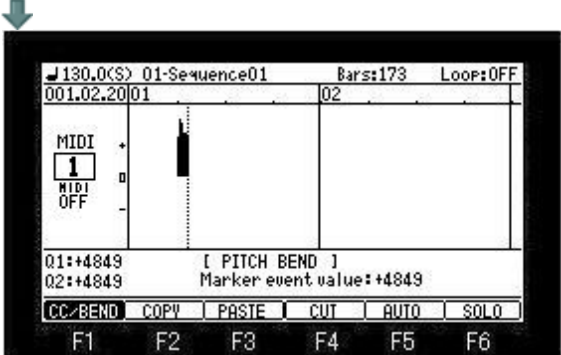 ♩130.0(S) 01-Sequence01 Bars:173 Loop:OFF
001.02.20 01 02
MIDI +
1 0
MIDI
OFF -
Q1:+4849 [ PITCH BEND ]
Q2:+4849 Marker event value:+4849
CC/BEND COPY PASTE CUT AUTO SOLO
F1 F2 F3 F4 F5 F6